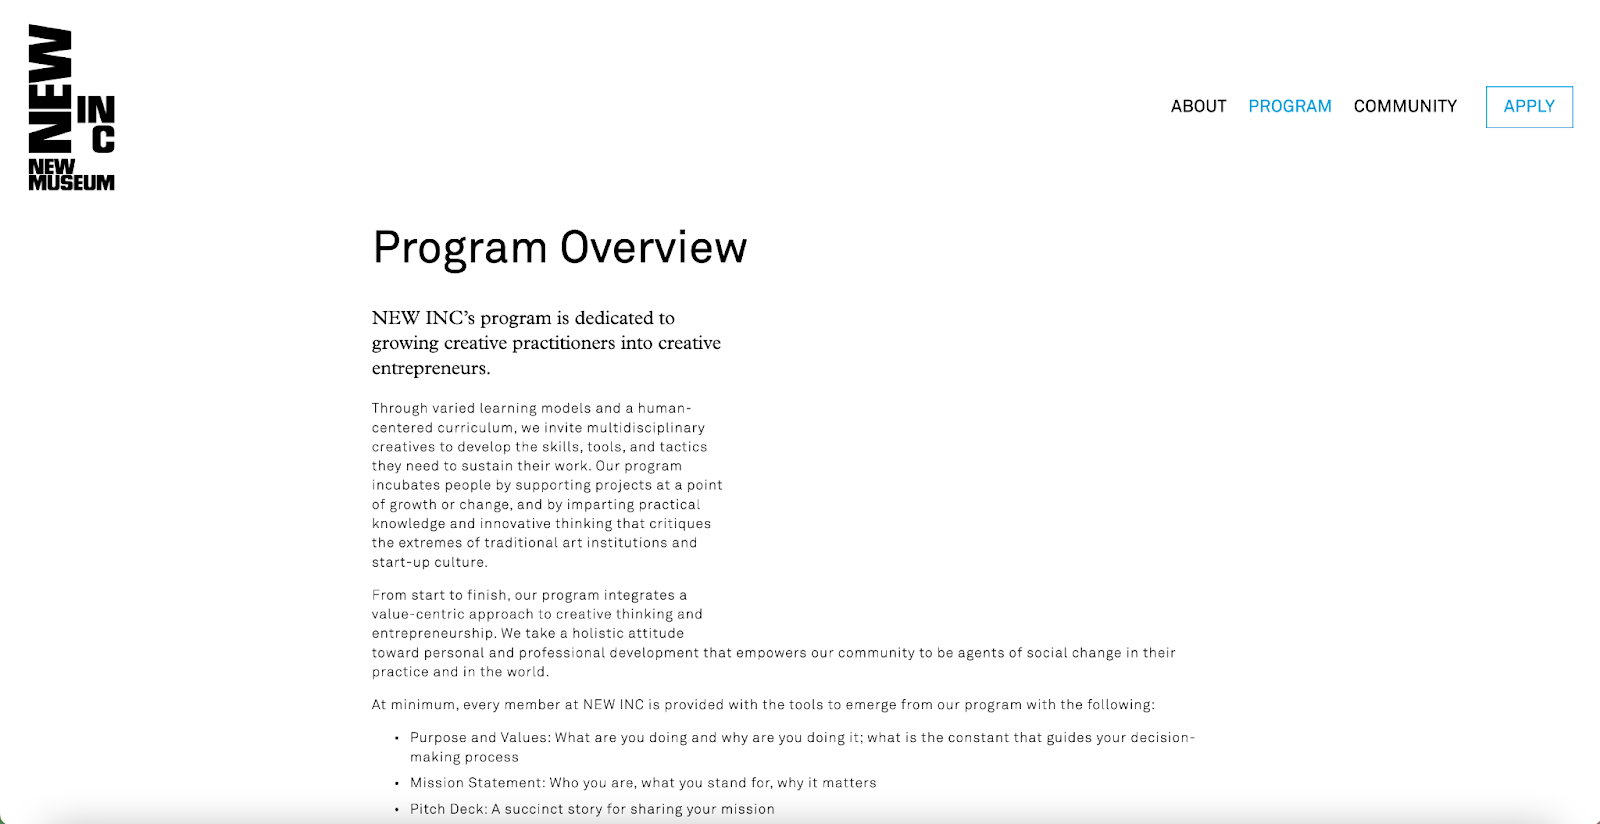 NEW
IN
C
NEW
MUSEUM
ABOUT PROGRAM COMMUNITY APPLY
Program Overview
NEW INC’s program is dedicated to
growing creative practitioners into creative
entrepreneurs.
Through varied learning models and a human-
centered curriculum, we invite multidisciplinary
creatives to develop the skills, tools, and tactics
they need to sustain their work. Our program
incubates people by supporting projects at a point
of growth or change, and by imparting practical
knowledge and innovative thinking that critiques
the extremes of traditional art institutions and
start-up culture.
From start to finish, our program integrates a
value-centric approach to creative thinking and
entrepreneurship. We take a holistic attitude
toward personal and professional development that empowers our community to be agents of social change in their
practice and in the world.
At minimum, every member at NEW INC is provided with the tools to emerge from our program with the following:
• Purpose and Values: What are you doing and why are you doing it; what is the constant that guides your decision-
making process
• Mission Statement: Who you are, what you stand for, why it matters
• Pitch Deck: A succinct story for sharing your mission